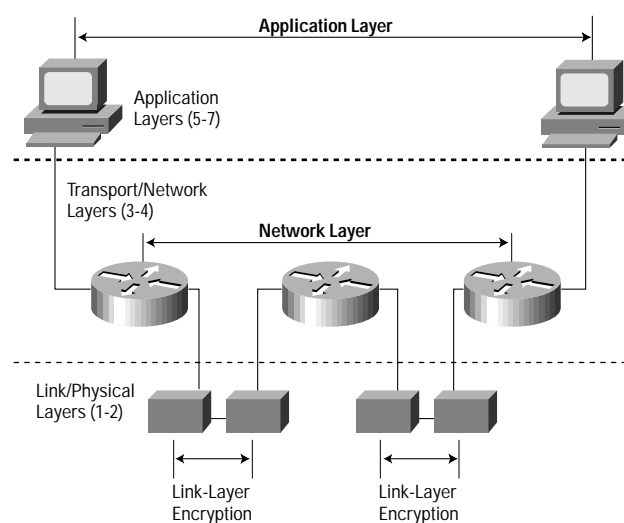 Application Layer
Application
Layers (5-7)
Transport/Network
Layers (3-4)
Network Layer
Link/Physical
Layers (1-2)
Link-Layer
Encryption
Link-Layer
Encryption